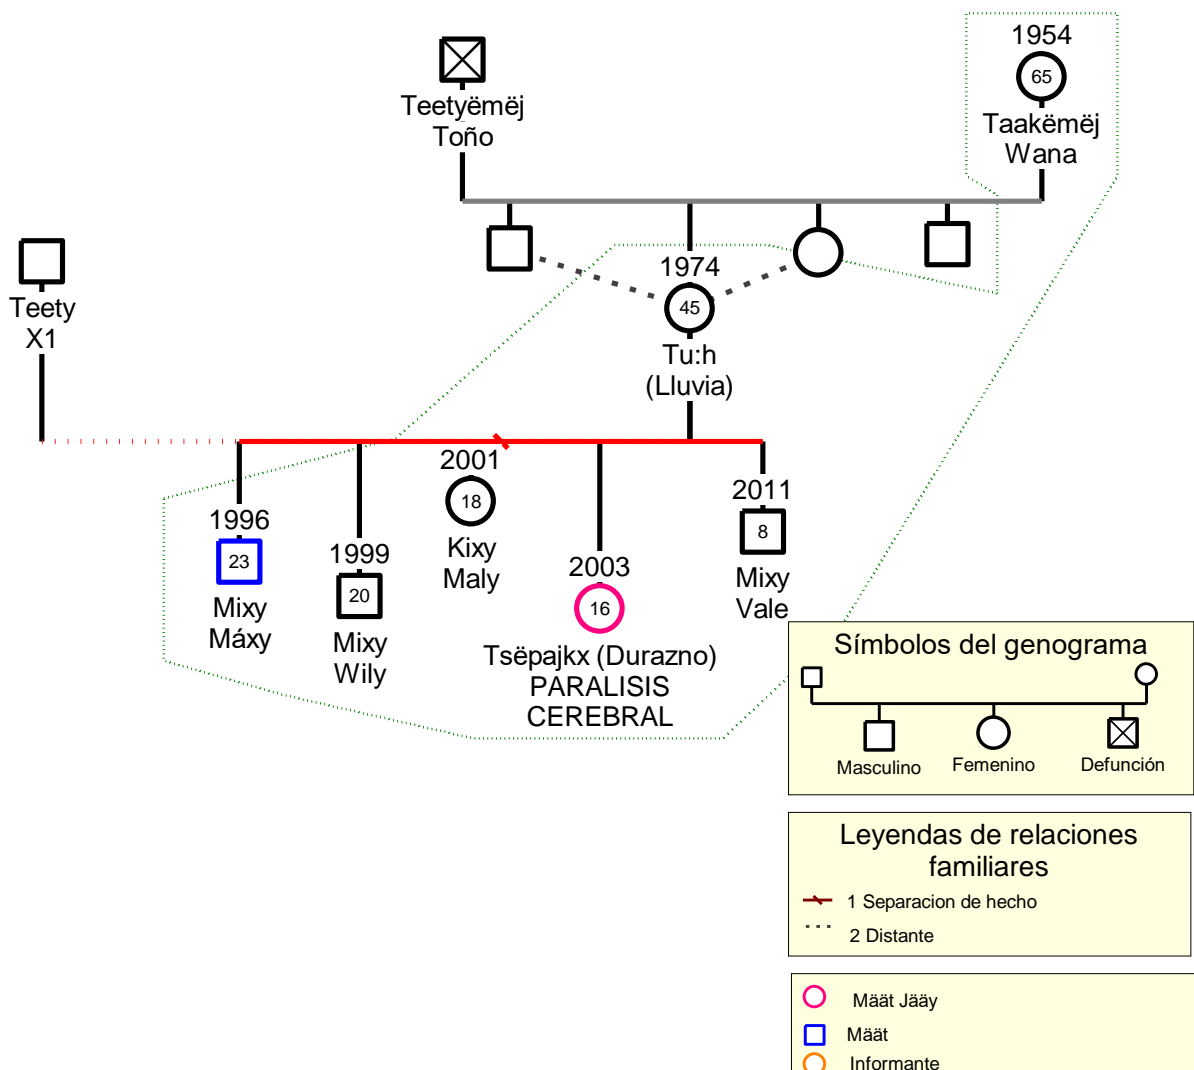 1954
65
Teetyëmëj
Toño
Taakëmëj
Wana
1974
45
Tu:h
(Lluvia)
Teety
X1
1996
23
Mixy
Máxy
1999
20
Mixy
Wily
2001
18
Kixy
Maly
2003
16
Tsëpajkx (Durazno)
PARALISIS
CEREBRAL
2011
8
Mixy
Vale
Símbolos del genograma
Masculino
Femenino
Defunción
Leyendas de relaciones
familiares
1 Separacion de hecho
2 Distante
Määt Jääy
Määt
Informante